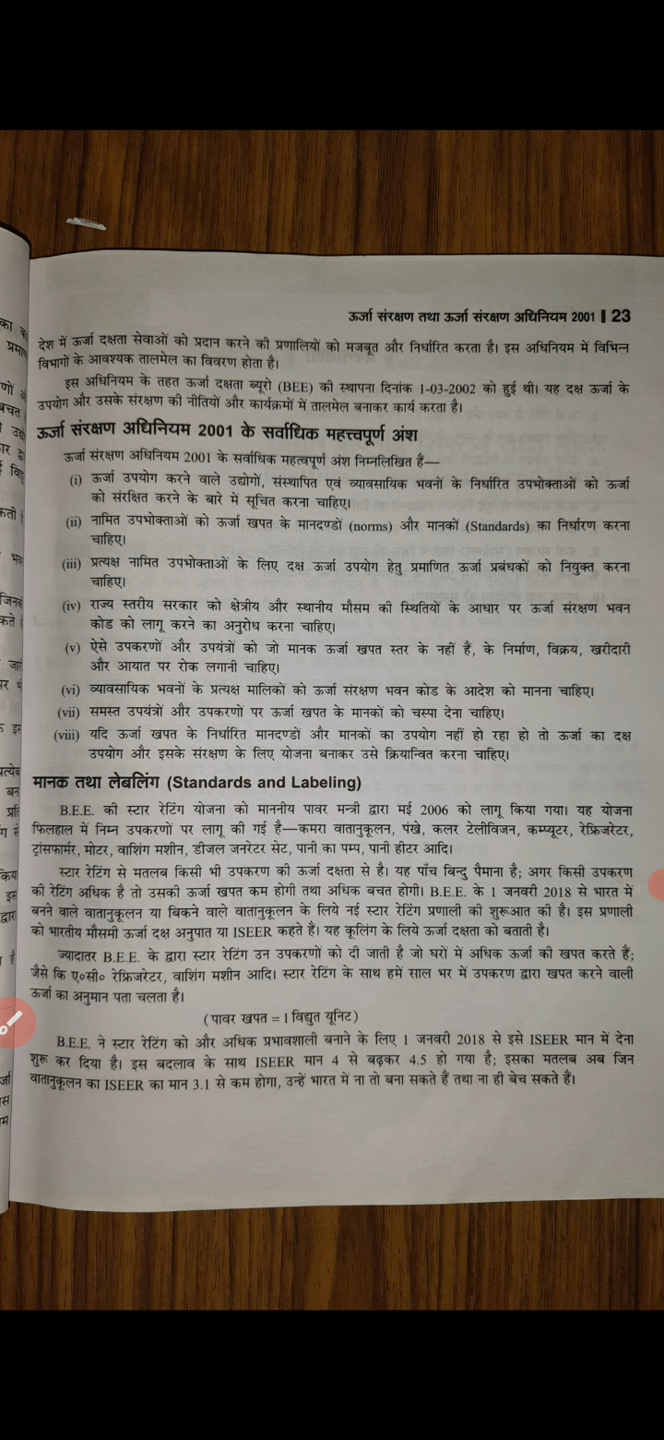 ऊर्जा संरक्षण तथा ऊर्जा संरक्षण अधिनियम 2001 | 23
देश में ऊर्जा दक्षता सेवाओं को प्रदान करने की प्रणालियों को मजबूत और निर्धारित करता है। इस अधिनियम में विभिन्न
विभागों के आवश्यक तालमेल का विवरण होता है।
इस अधिनियम के तहत ऊर्जा दक्षता ब्यूरो (BEE) की स्थापना दिनांक 1-03-2002 को हुई थी। यह दक्ष ऊर्जा के
उपयोग और उसके संरक्षण की नीतियों और कार्यक्रमों में तालमेल बनाकर कार्य करता है।
ऊर्जा संरक्षण अधिनियम 2001 के सर्वाधिक महत्त्वपूर्ण अंश
ऊर्जा संरक्षण अधिनियम 2001 के सर्वाधिक महत्वपूर्ण अंश निम्नलिखित हैं—
(i) ऊर्जा उपयोग करने वाले उद्योगों, संस्थापित एवं व्यावसायिक भवनों के निर्धारित उपभोक्ताओं को ऊर्जा
को संरक्षित करने के बारे में सूचित करना चाहिए।
(ii) नामित उपभोक्ताओं को ऊर्जा खपत के मानदण्डों (norms) और मानकों (Standards) का निर्धारण करना
चाहिए।
(iii) प्रत्यक्ष नामित उपभोक्ताओं के लिए दक्ष ऊर्जा उपयोग हेतु प्रमाणित ऊर्जा प्रबंधकों को नियुक्त करना
चाहिए।
(iv) राज्य स्तरीय सरकार को क्षेत्रीय और स्थानीय मौसम की स्थितियों के आधार पर ऊर्जा संरक्षण भवन
कोड को लागू करने का अनुरोध करना चाहिए।
(v) ऐसे उपकरणों और उपयंत्रों को जो मानक ऊर्जा खपत स्तर के नहीं हैं, के निर्माण, विक्रय, खरीदारी
और आयात पर रोक लगानी चाहिए।
(vi) व्यावसायिक भवनों के प्रत्यक्ष मालिकों को ऊर्जा संरक्षण भवन कोड के आदेश को मानना चाहिए।
(vii) समस्त उपयंत्रों और उपकरणों पर ऊर्जा खपत के मानकों को चस्पा देना चाहिए।
(viii) यदि ऊर्जा खपत के निर्धारित मानदण्डों और मानकों का उपयोग नहीं हो रहा हो तो ऊर्जा का दक्ष
उपयोग और इसके संरक्षण के लिए योजना बनाकर उसे क्रियान्वित करना चाहिए।
मानक तथा लेबलिंग (Standards and Labeling)
B.E.E. की स्टार रेटिंग योजना को माननीय पावर मन्त्री द्वारा मई 2006 को लागू किया गया। यह योजना
फिलहाल में निम्न उपकरणों पर लागू की गई है—कमरा वातानुकूलन, पंखे, कलर टेलीविजन, कम्प्यूटर, रेफ्रिजरेटर,
ट्रांसफार्मर, मोटर, वाशिंग मशीन, डीजल जनरेटर सेट, पानी का पम्प, पानी हीटर आदि।
स्टार रेटिंग से मतलब किसी भी उपकरण की ऊर्जा दक्षता से है। यह पाँच बिन्दु पैमाना है; अगर किसी उपकरण
की रेटिंग अधिक है तो उसकी ऊर्जा खपत कम होगी तथा अधिक बचत होगी। B.E.E. के 1 जनवरी 2018 से भारत में
बनने वाले वातानुकूलन या बिकने वाले वातानुकूलन के लिये नई स्टार रेटिंग प्रणाली की शुरूआत की है। इस प्रणाली
को भारतीय मौसमी ऊर्जा दक्ष अनुपात या ISEER कहते हैं। यह कूलिंग के लिये ऊर्जा दक्षता को बताती है।
ज्यादातर B.E.E. के द्वारा स्टार रेटिंग उन उपकरणों को दी जाती है जो घरों में अधिक ऊर्जा की खपत करते हैं;
जैसे कि ए०सी० रेफ्रिजरेटर, वाशिंग मशीन आदि। स्टार रेटिंग के साथ हमें साल भर में उपकरण द्वारा खपत करने वाली
ऊर्जा का अनुमान पता चलता है।
(पावर खपत = 1 विद्युत यूनिट)
B.E.E. ने स्टार रेटिंग को और अधिक प्रभावशाली बनाने के लिए 1 जनवरी 2018 से इसे ISEER मान में देना
शुरू कर दिया है। इस बदलाव के साथ ISEER मान 4 से बढ़कर 4.5 हो गया है; इसका मतलब अब जिन
वातानुकूलन का ISEER का मान 3.1 से कम होगा, उन्हें भारत में ना तो बना सकते हैं तथा ना ही बेच सकते हैं।